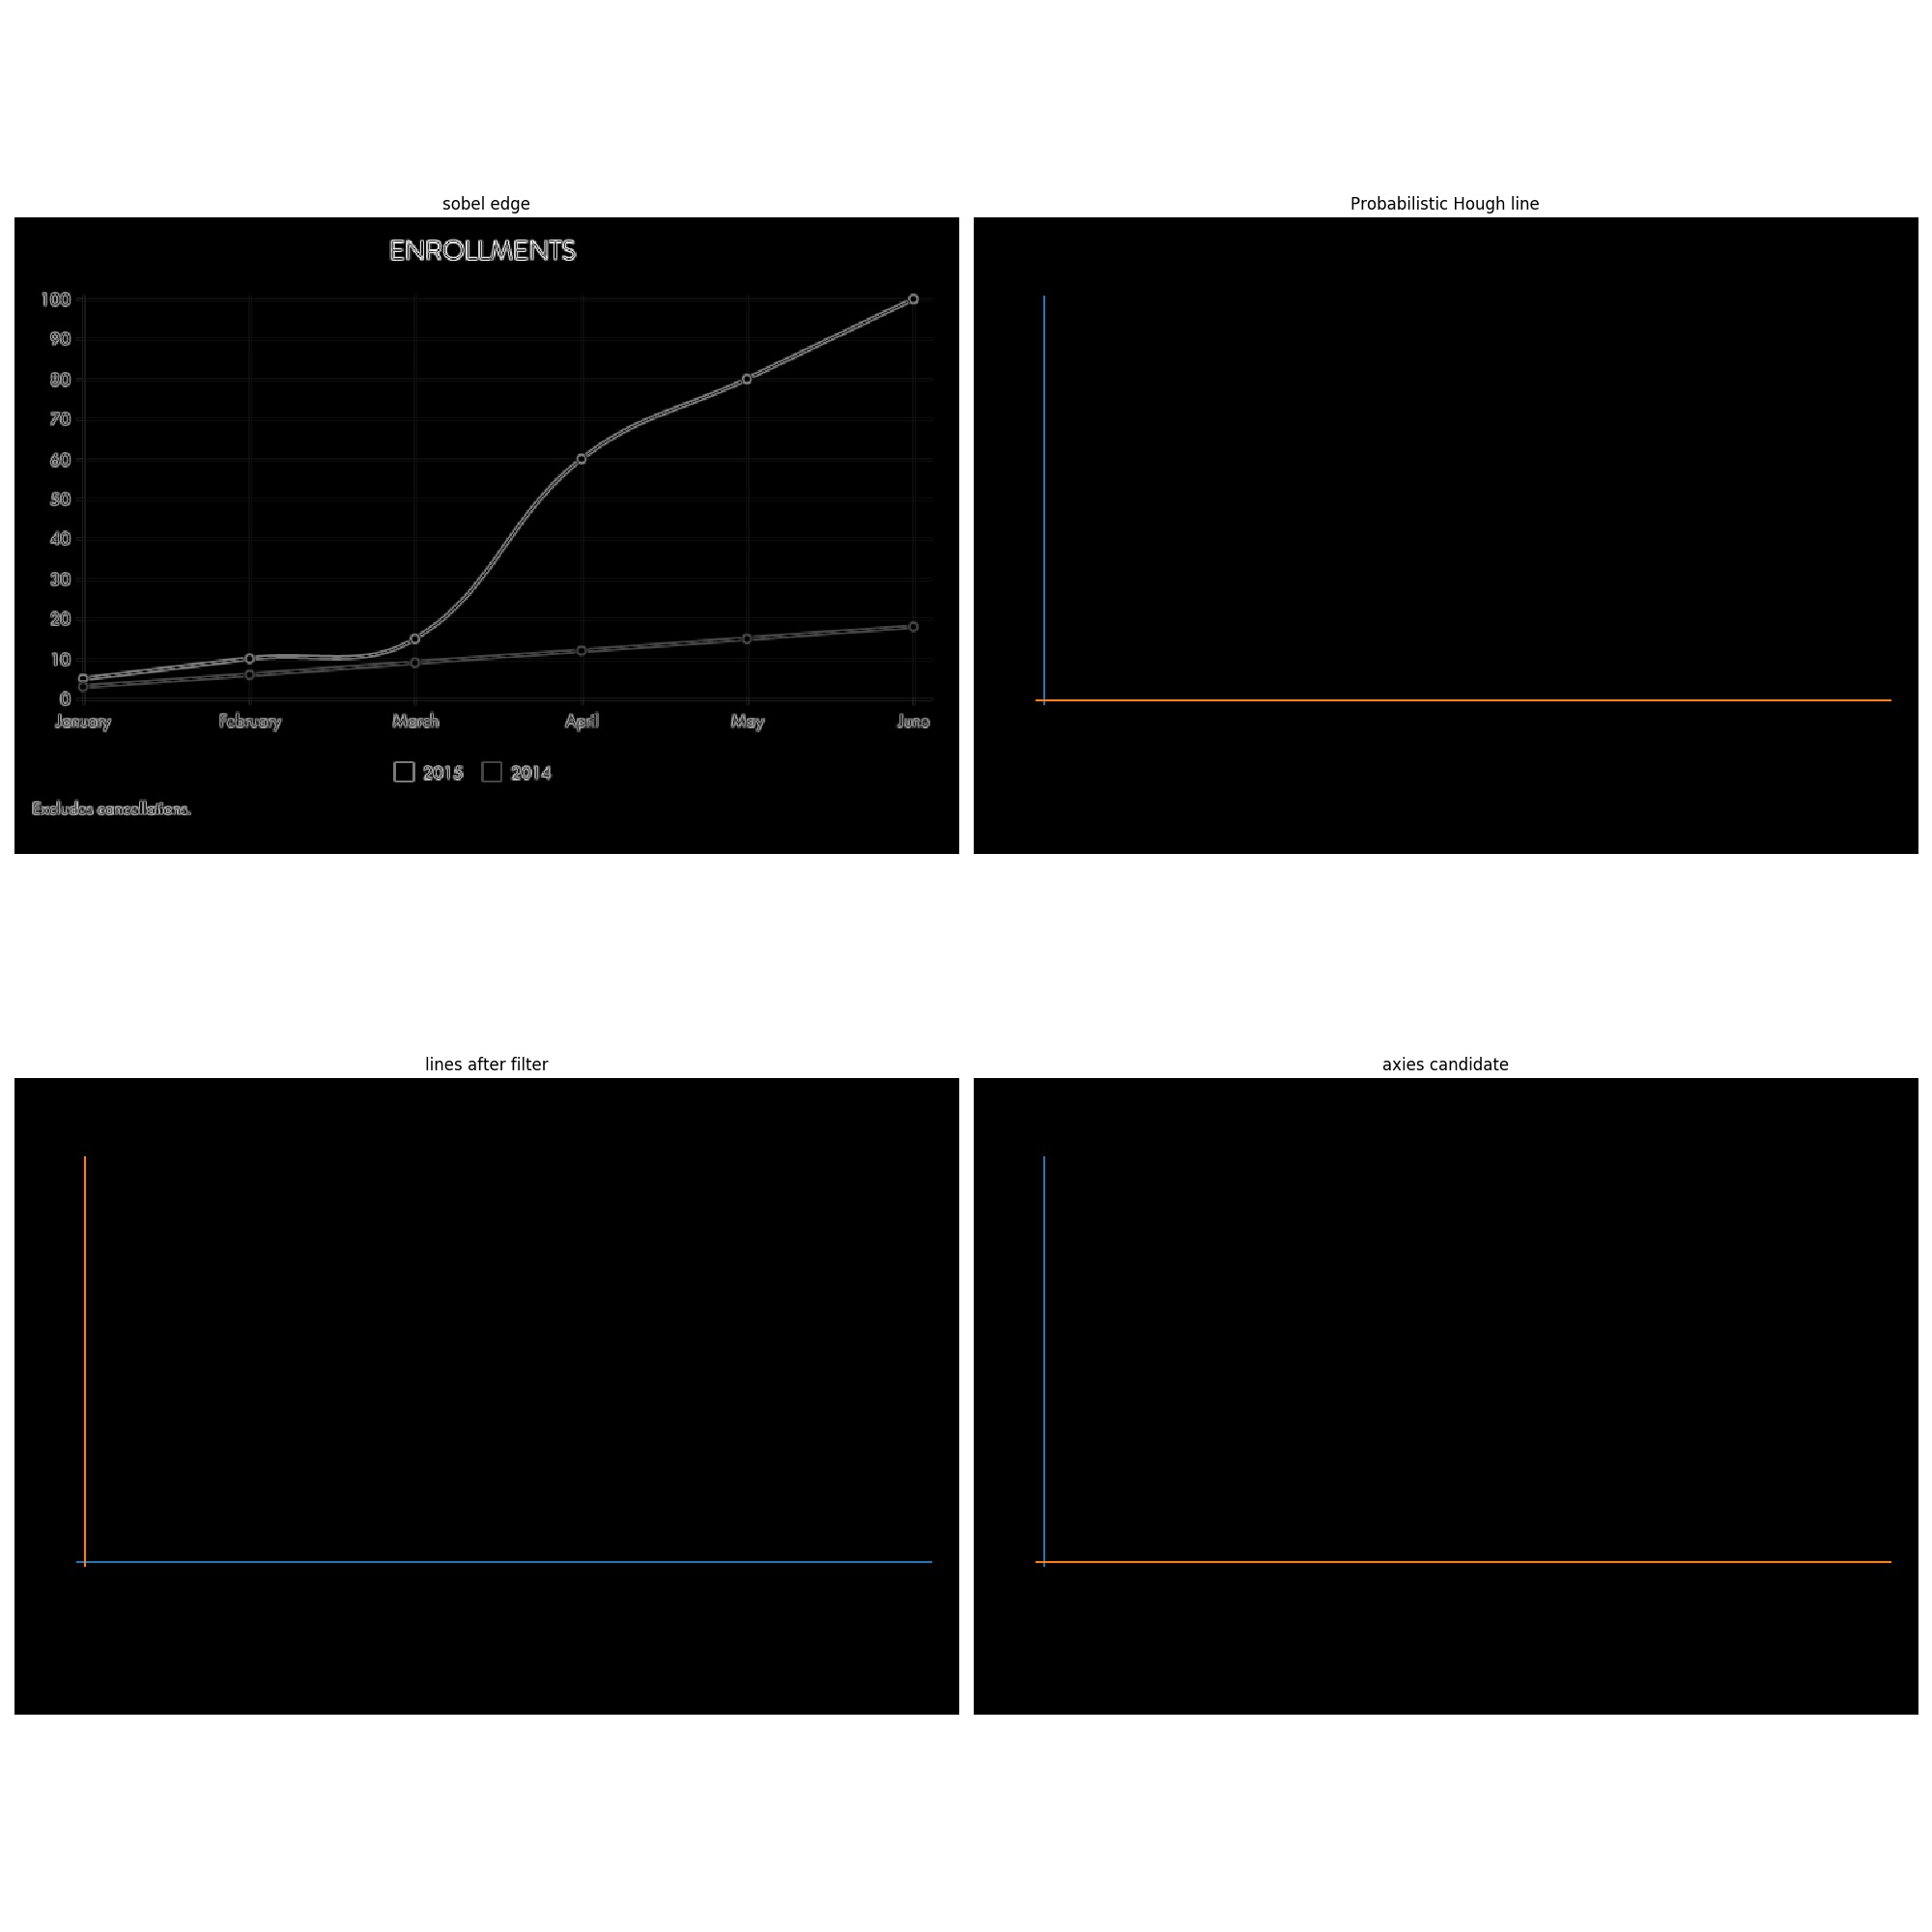 sobel edge
Probabilistic Hough line
ENROLLMENTS
100
90
80
70
60
50
40
30
20
10
0
January February March April May June
2015 2014
Excludes cancellations.
lines after filter
axies candidate